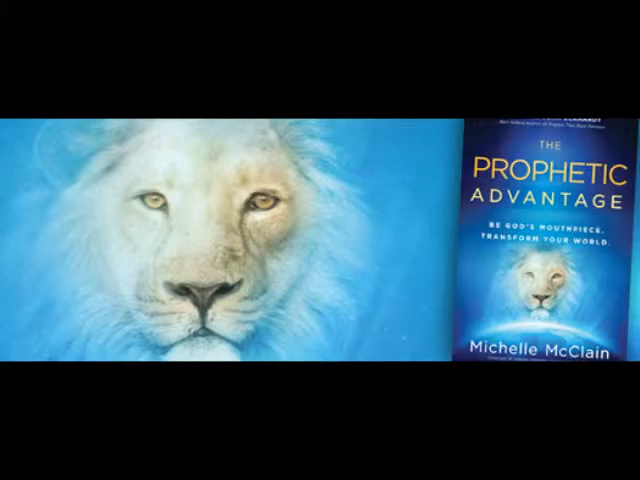 THE
PROPHETIC
ADVANTAGE
BE GOD'S MOUTHPIECE.
TRANSFORM YOUR WORLD.
Michelle McClain